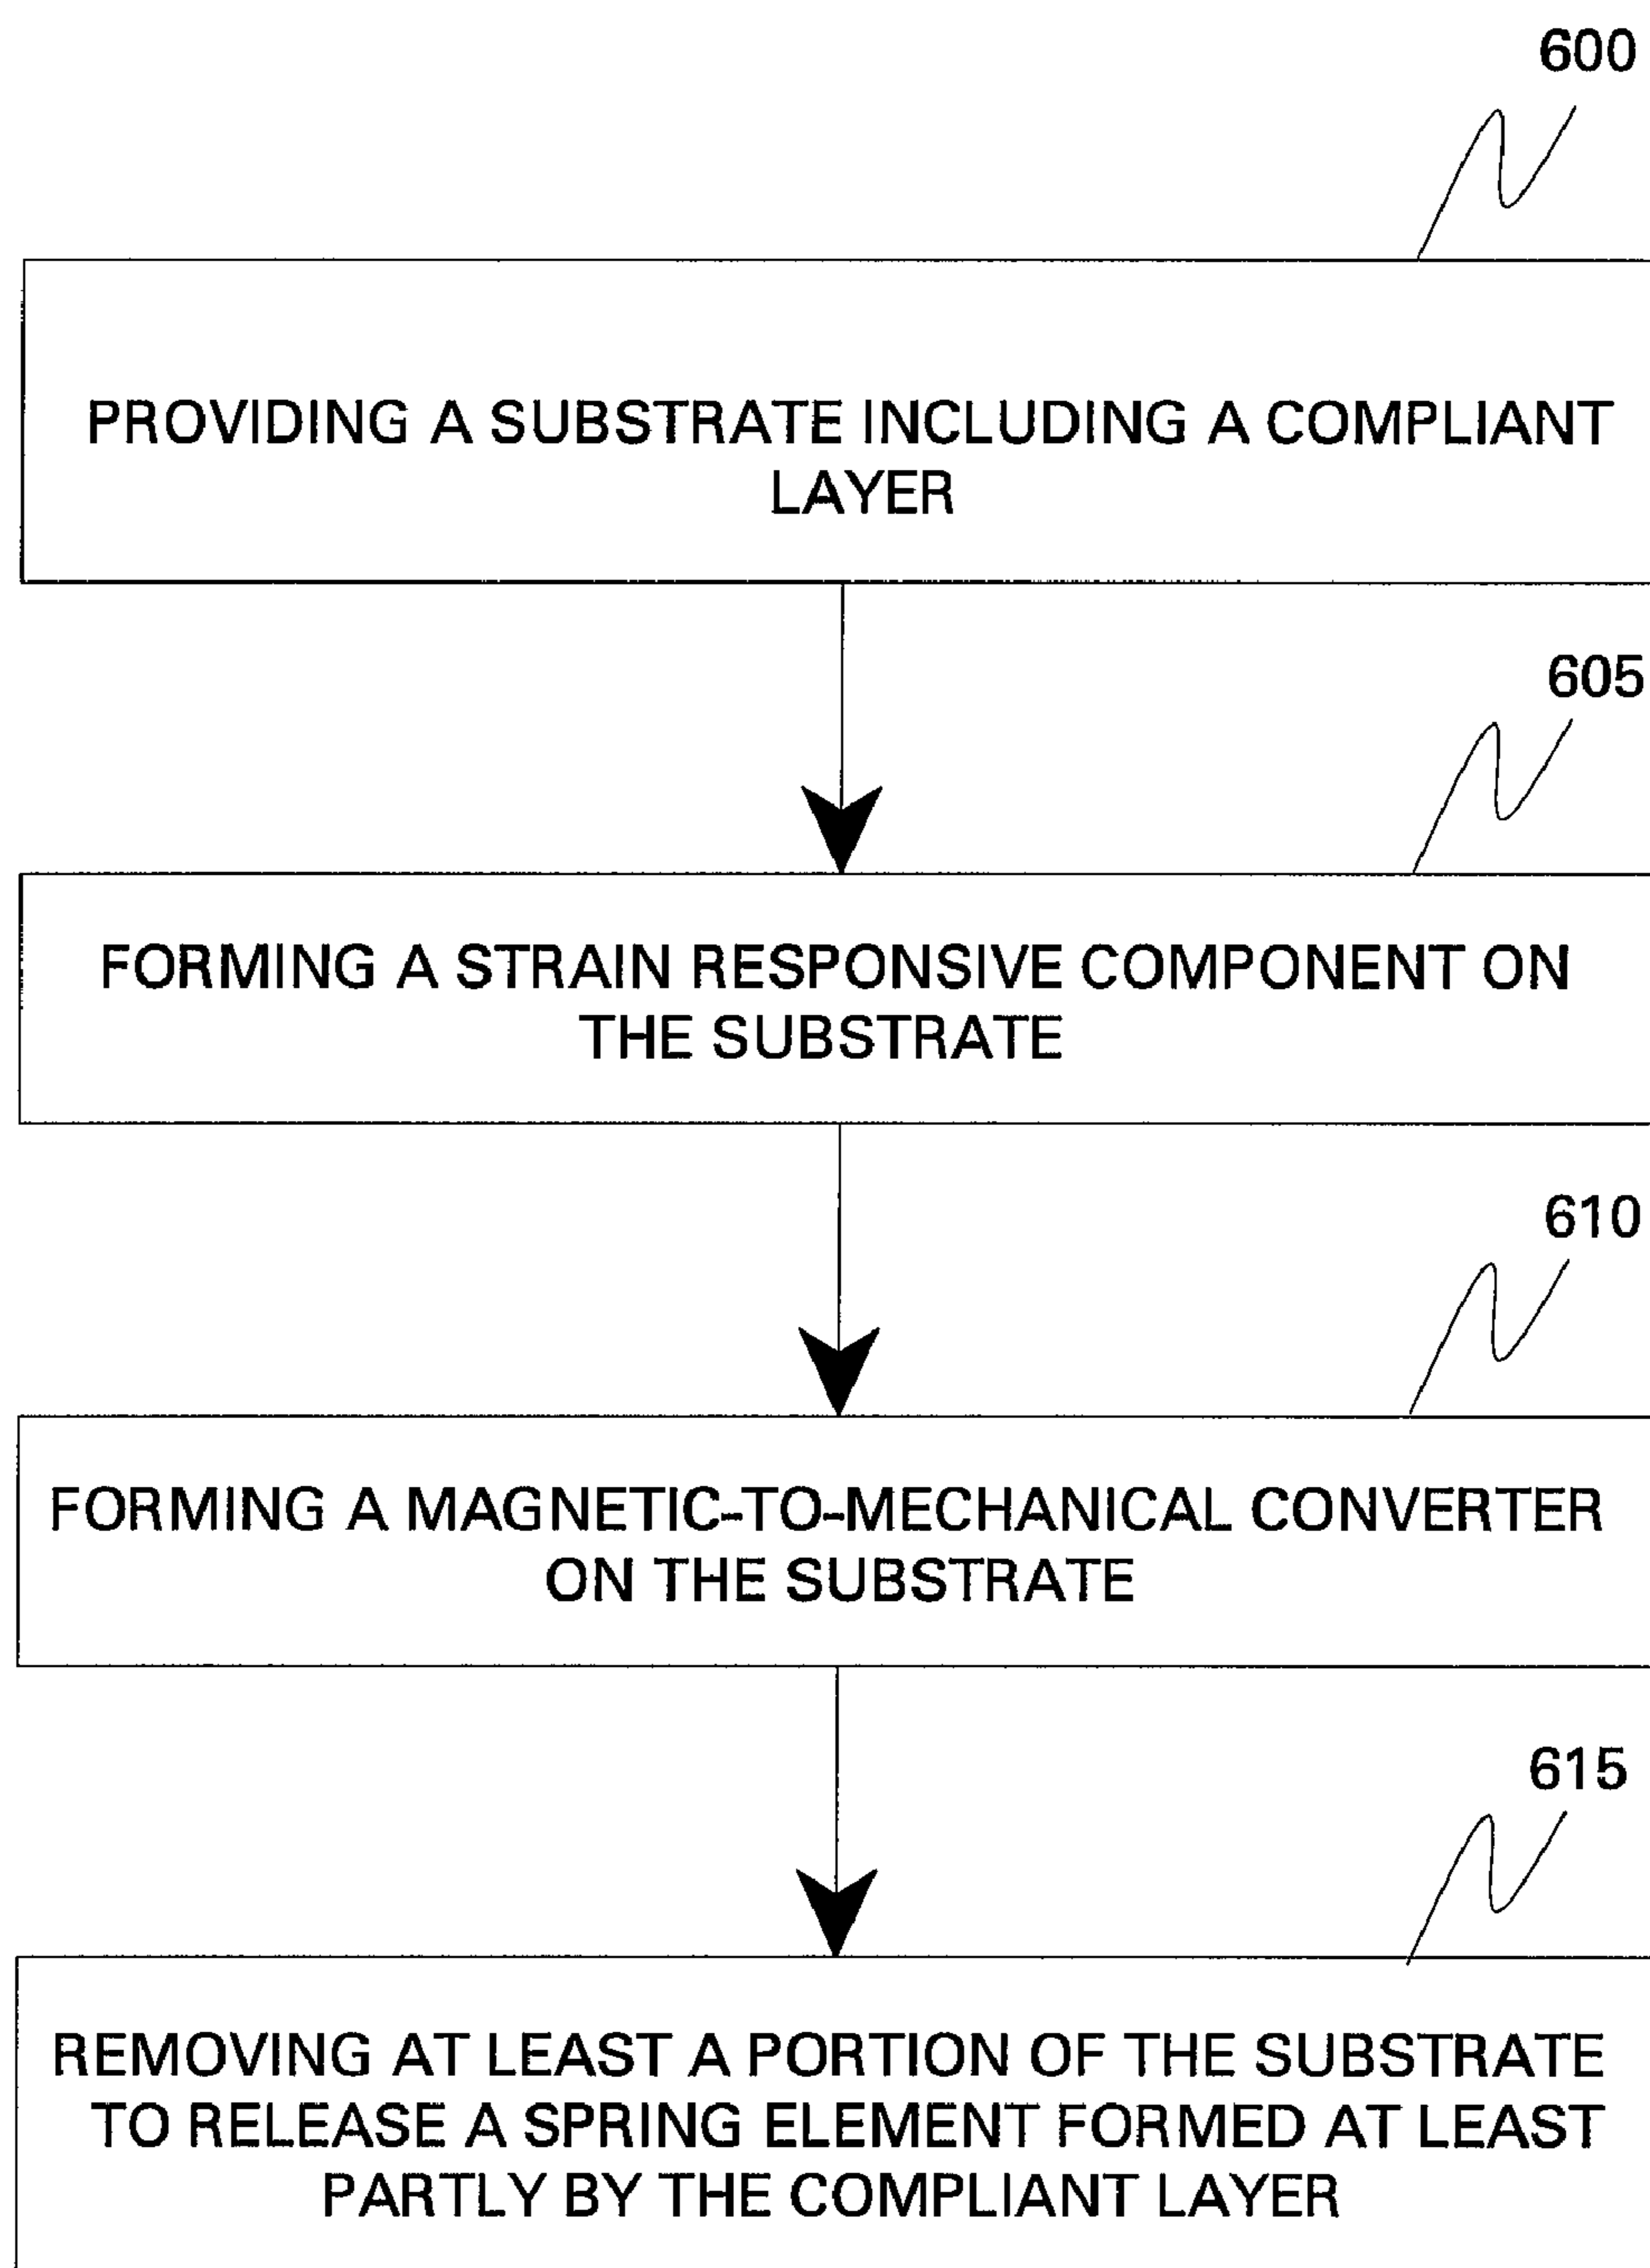 600
PROVIDING A SUBSTRATE INCLUDING A COMPLIANT
LAYER
605
FORMING A STRAIN RESPONSIVE COMPONENT ON
THE SUBSTRATE
610
FORMING A MAGNETIC-TO-MECHANICAL CONVERTER
ON THE SUBSTRATE
615
REMOVING AT LEAST A PORTION OF THE SUBSTRATE
TO RELEASE A SPRING ELEMENT FORMED AT LEAST
PARTLY BY THE COMPLIANT LAYER